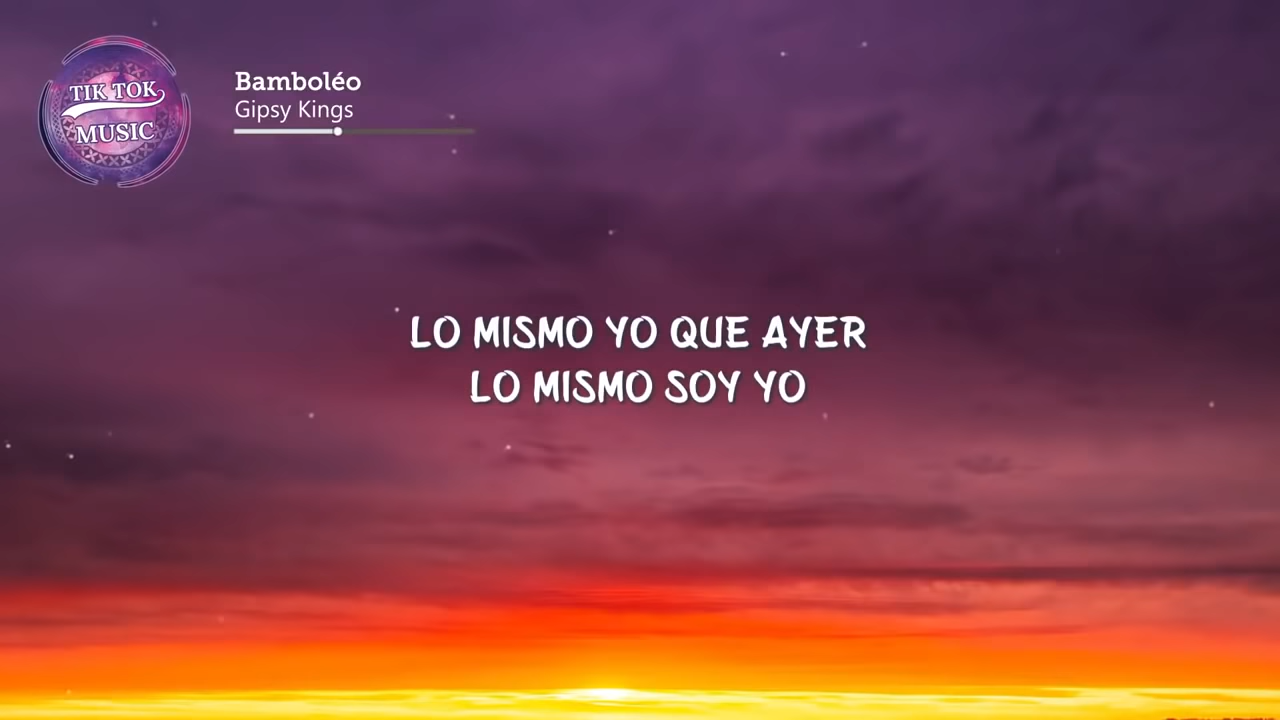 TIK TOK
MUSIC
Bamboléo
Gipsy Kings
LO MISMO YO QUE AYER
LO MISMO SOY YO